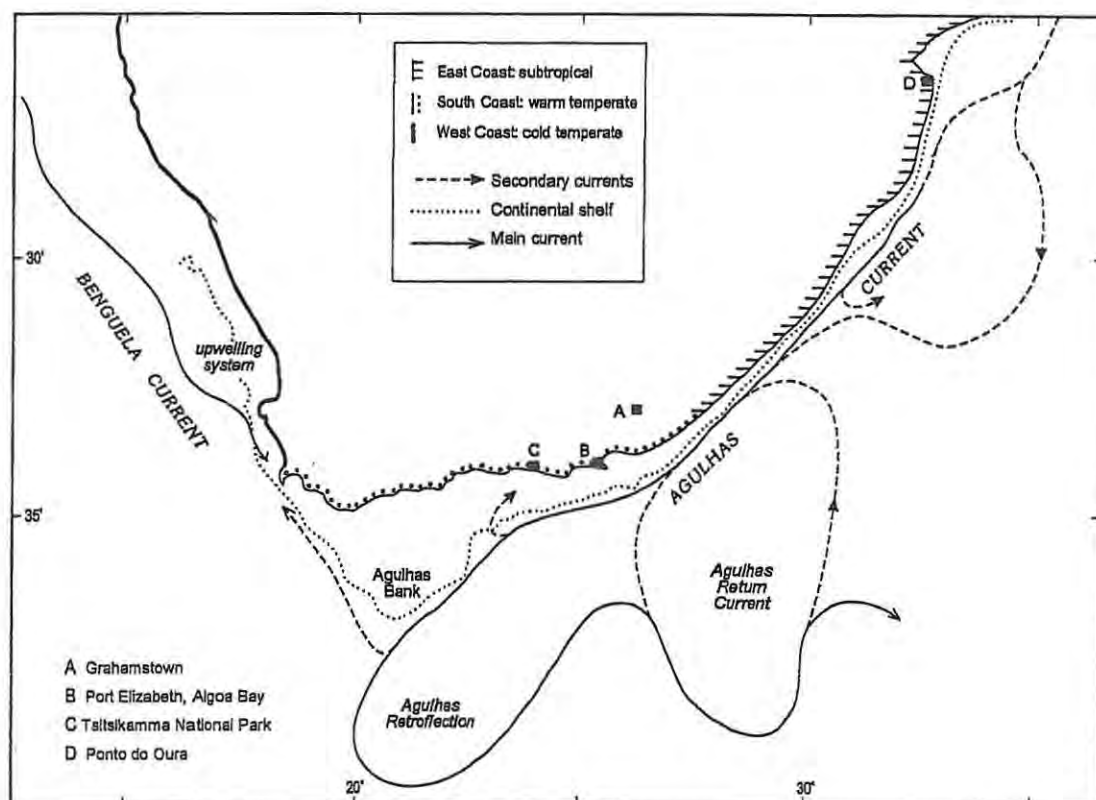 East Coast: subtropical
South Coast: warm temperate
West Coast: cold temperate
Secondary currents
Continental shelf
Main current
D
30'
BENGUELA CURRENT
upwelling
system
CURRENT
A
C
B
AGULHAS
35'
Agulhas
Bank
Agulhas
Return
Current
Agulhas
Retroflection
A Grahamstown
B Port Elizabeth, Algoa Bay
C Tsitsikamma National Park
D Ponto do Oura
20'
30'